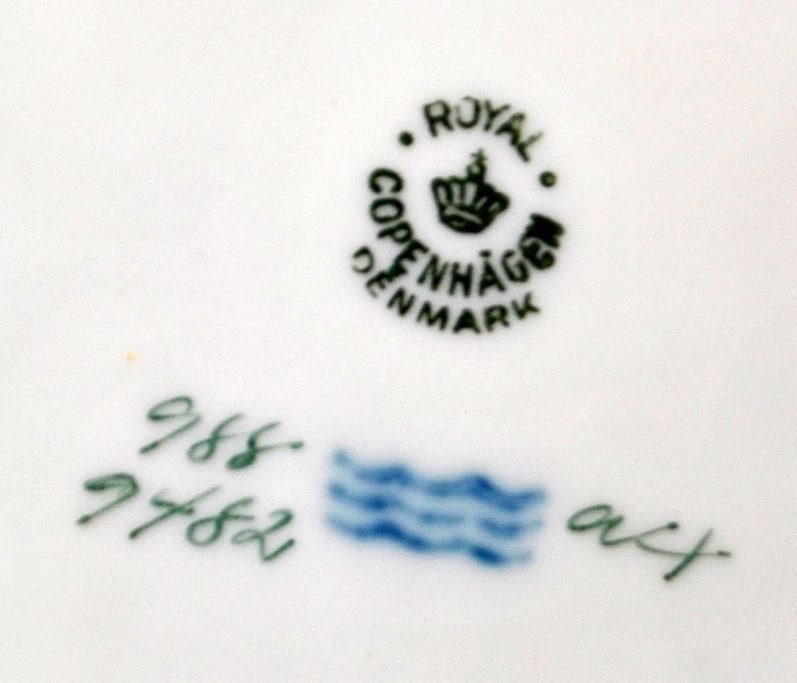 ROYAL
COPENHAGEN
DENMARK
988
9482